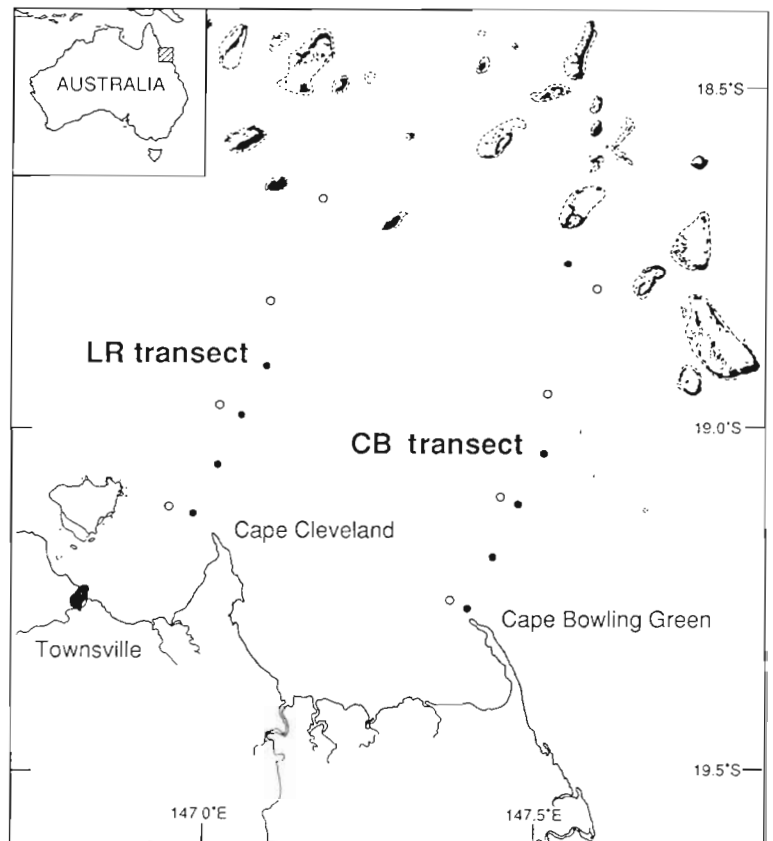 AUSTRALIA
18.5°S
LR transect
19.0°S
CB transect
Cape Cleveland
Cape Bowling Green
Townsville
19.5°S
147.0°E
147.5°E